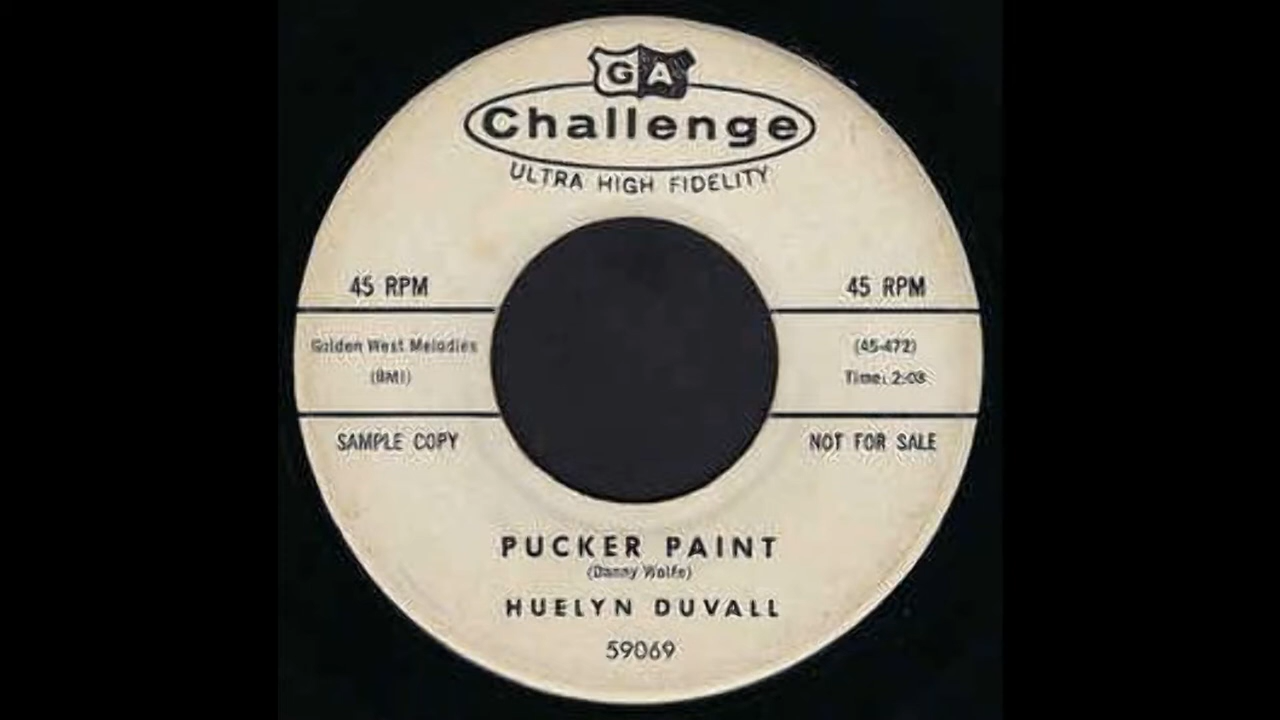 GA
Challenge
ULTRA HIGH FIDELITY
45 RPM
45 RPM
Golden West Melodies
(BMI)
(45-472)
Time: 2:08
SAMPLE COPY
NOT FOR SALE
PUCKER PAINT
(Danny Wolfe)
HUELYN DUVALL
59069